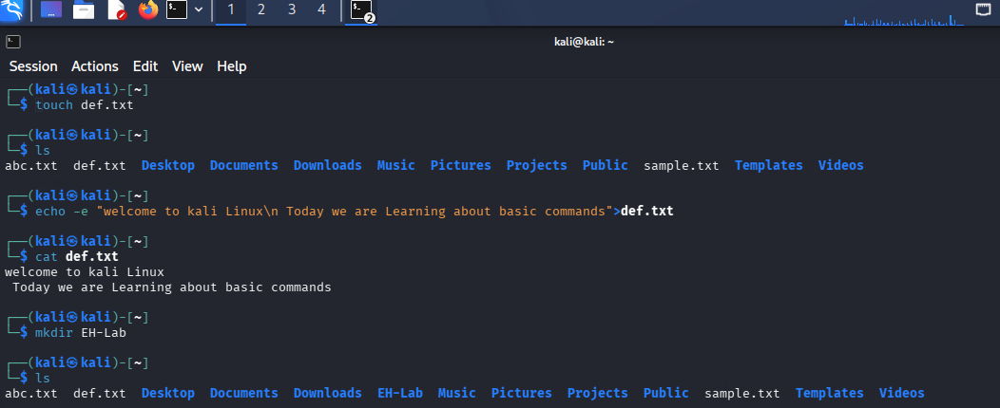 1 2 3 4 2
kali@kali: ~
Session Actions Edit View Help
┌──(kali㉿kali)-[~]
└─$ touch def.txt
┌──(kali㉿kali)-[~]
└─$ ls
abc.txt def.txt Desktop Documents Downloads Music Pictures Projects Public sample.txt Templates Videos
┌──(kali㉿kali)-[~]
└─$ echo -e "welcome to kali Linux\n Today we are Learning about basic commands">def.txt
┌──(kali㉿kali)-[~]
└─$ cat def.txt
welcome to kali Linux
 Today we are Learning about basic commands
┌──(kali㉿kali)-[~]
└─$ mkdir EH-Lab
┌──(kali㉿kali)-[~]
└─$ ls
abc.txt def.txt Desktop Documents Downloads EH-Lab Music Pictures Projects Public sample.txt Templates Videos